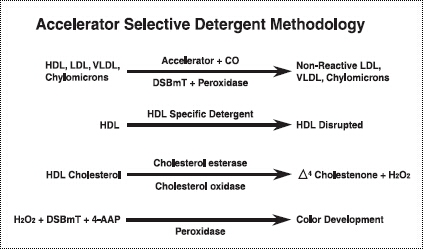 Accelerator Selective Detergent Methodology
HDL, LDL, VLDL,
Chylomicrons
Accelerator + CO
DSBmT + Peroxidase
Non-Reactive LDL,
VLDL, Chylomicrons
HDL
HDL Specific Detergent
HDL Disrupted
HDL Cholesterol
Cholesterol esterase
Cholesterol oxidase
△⁴ Cholestenone + H₂O₂
H₂O₂ + DSBmT + 4-AAP
Peroxidase
Color Development